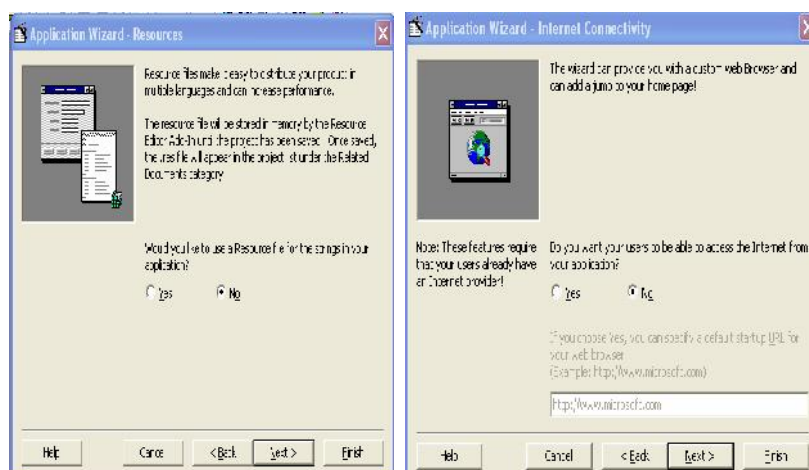 Application Wizard - Resources
Resource files make it easy to distribute your product in
multiple languages and can increase performance.
The resource file will be stored in memory by the Resource
Editor Add-In until the project has been saved. Once saved,
the .res file will appear in the project list under the Related
Documents category
Would you like to use a Resource file for the strings in your
application?
Yes No
Help Cancel < Back Next > Finish
Application Wizard - Internet Connectivity
The wizard can provide you with a custom web Browser and
can add a jump to your home page!
Note: These features require
that your users already have
an Internet provider!
Do you want your users to be able to access the Internet from
your application?
Yes No
If you choose Yes, you can specify a default startup URL for
your web browser
(Example: http://www.microsoft.com)
http://www.microsoft.com
Help Cancel < Back Next > Finish